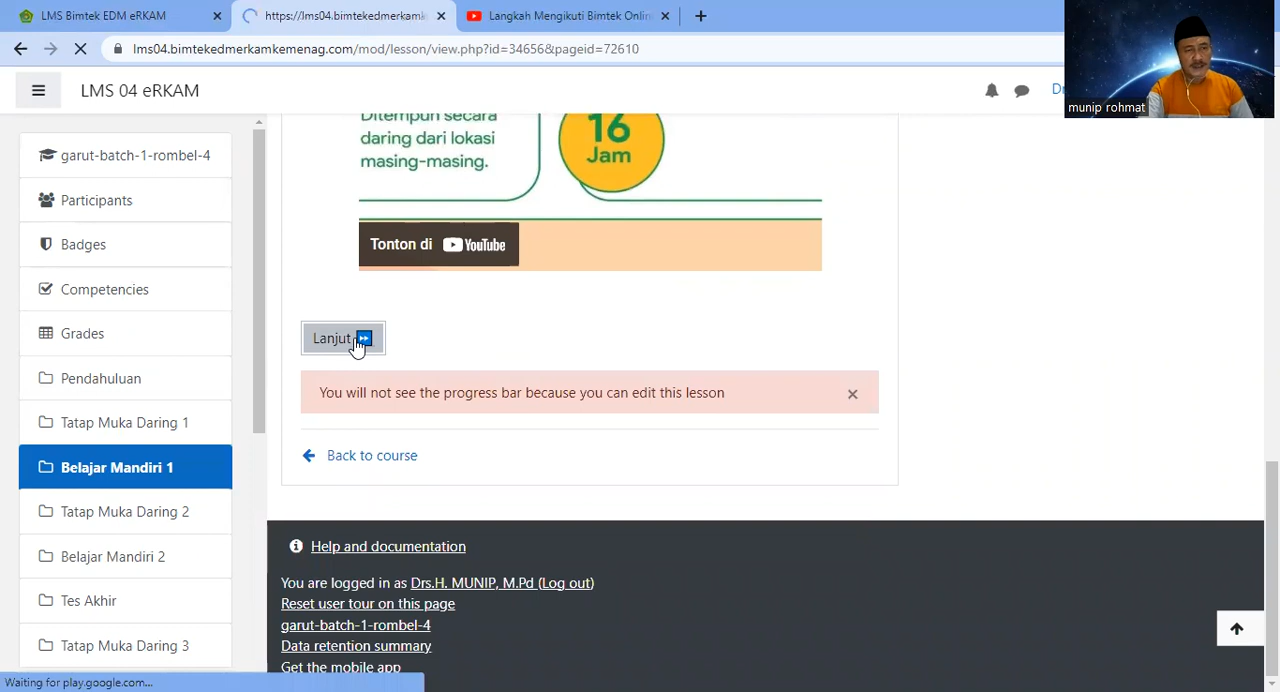 LMS Bimtek EDM eRKAM
https://lms04.bimtekedmerkamk
Langkah Mengikuti Bimtek Onlin
lms04.bimtekedmerkamkemenag.com/mod/lesson/view.php?id=34656&pageid=72610
LMS 04 eRKAM
munip rohmat
garut-batch-1-rombel-4
Participants
Badges
Competencies
Grades
Pendahuluan
Tatap Muka Daring 1
Belajar Mandiri 1
Tatap Muka Daring 2
Belajar Mandiri 2
Tes Akhir
Tatap Muka Daring 3
Ditempuh secara
daring dari lokasi
masing-masing.
16
Jam
Tonton di YouTube
Lanjut
You will not see the progress bar because you can edit this lesson
Back to course
Help and documentation
You are logged in as Drs.H. MUNIP, M.Pd (Log out)
Reset user tour on this page
garut-batch-1-rombel-4
Data retention summary
Get the mobile app
Waiting for play.google.com...